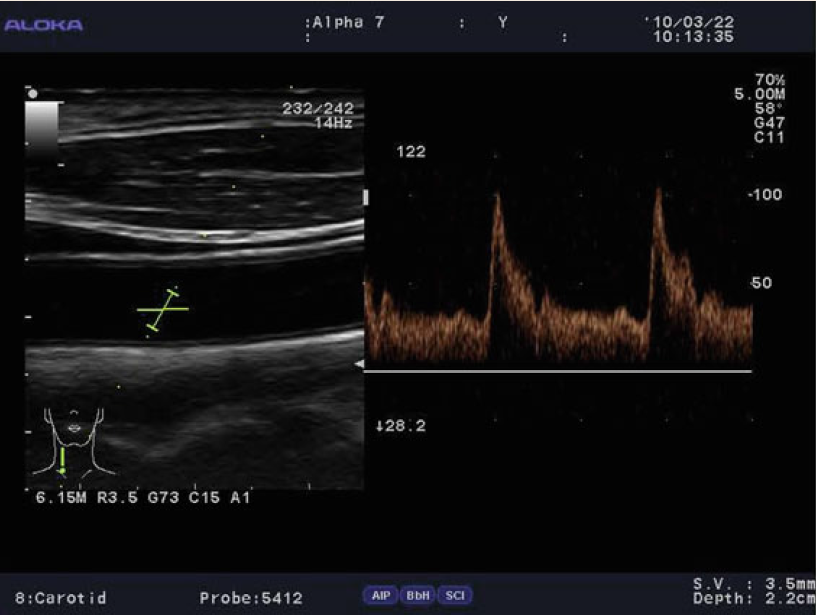 ALOKA
:Alpha 7 : Y '10/03/22
: : 10:13:35
232/242
14Hz
70%
5.00M
58°
G47
C11
122
-100
50
↓28.2
6.15M R3.5 G73 C15 A1
8:Carotid Probe:5412 AIP BbH SCI
S.V. : 3.5mm
Depth: 2.2cm